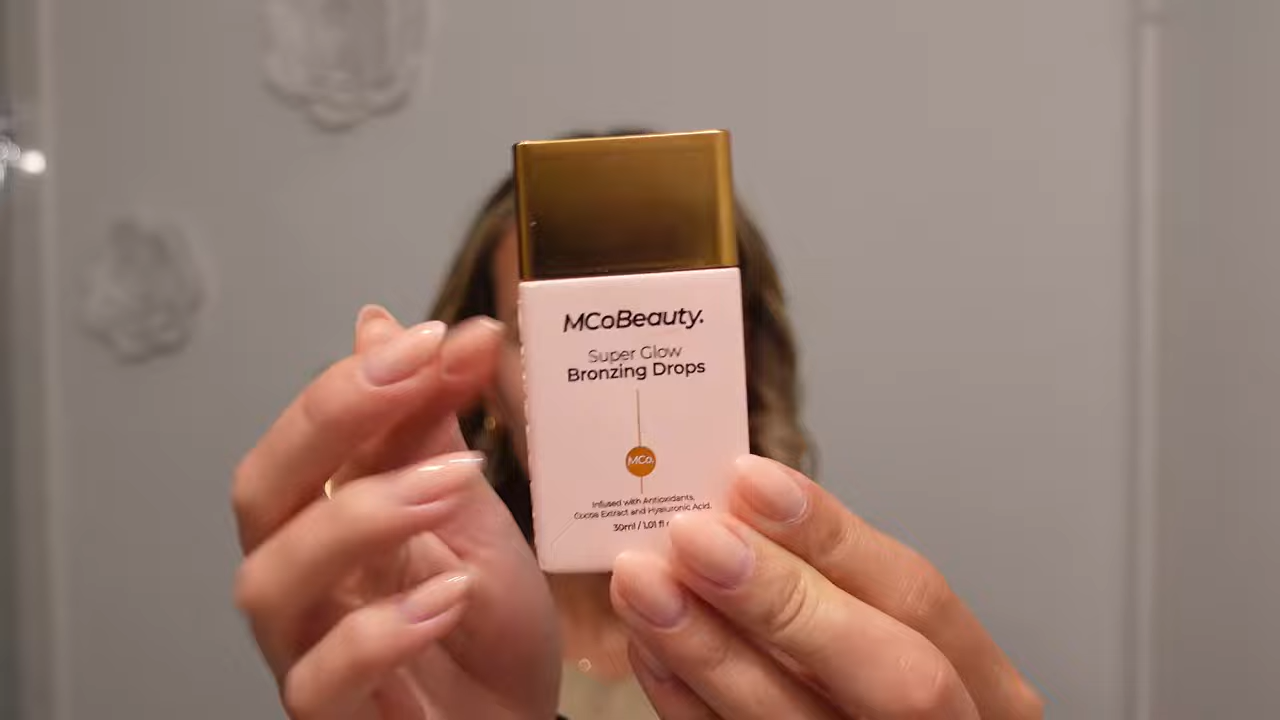 MCoBeauty.
Super Glow
Bronzing Drops
MCo.
Infused with Antioxidants,
Cocoa Extract and Hyaluronic Acid.
30ml / 1.01 fl